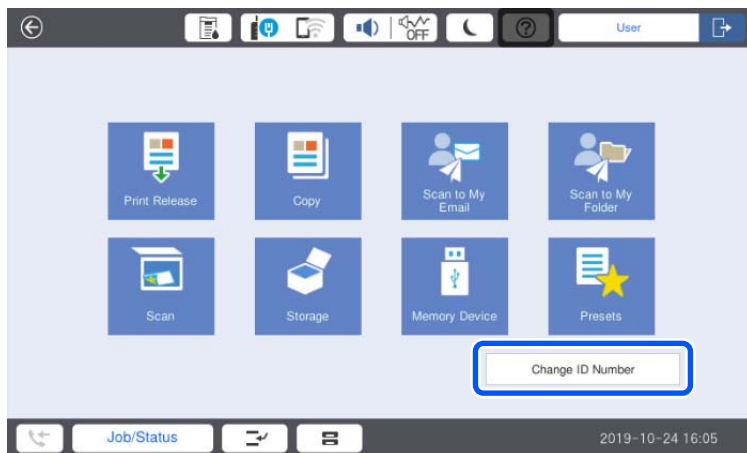 OFF
User
Print Release
Copy
Scan to My
Email
Scan to My
Folder
Scan
Storage
Memory Device
Presets
Change ID Number
Job/Status
2019-10-24 16:05